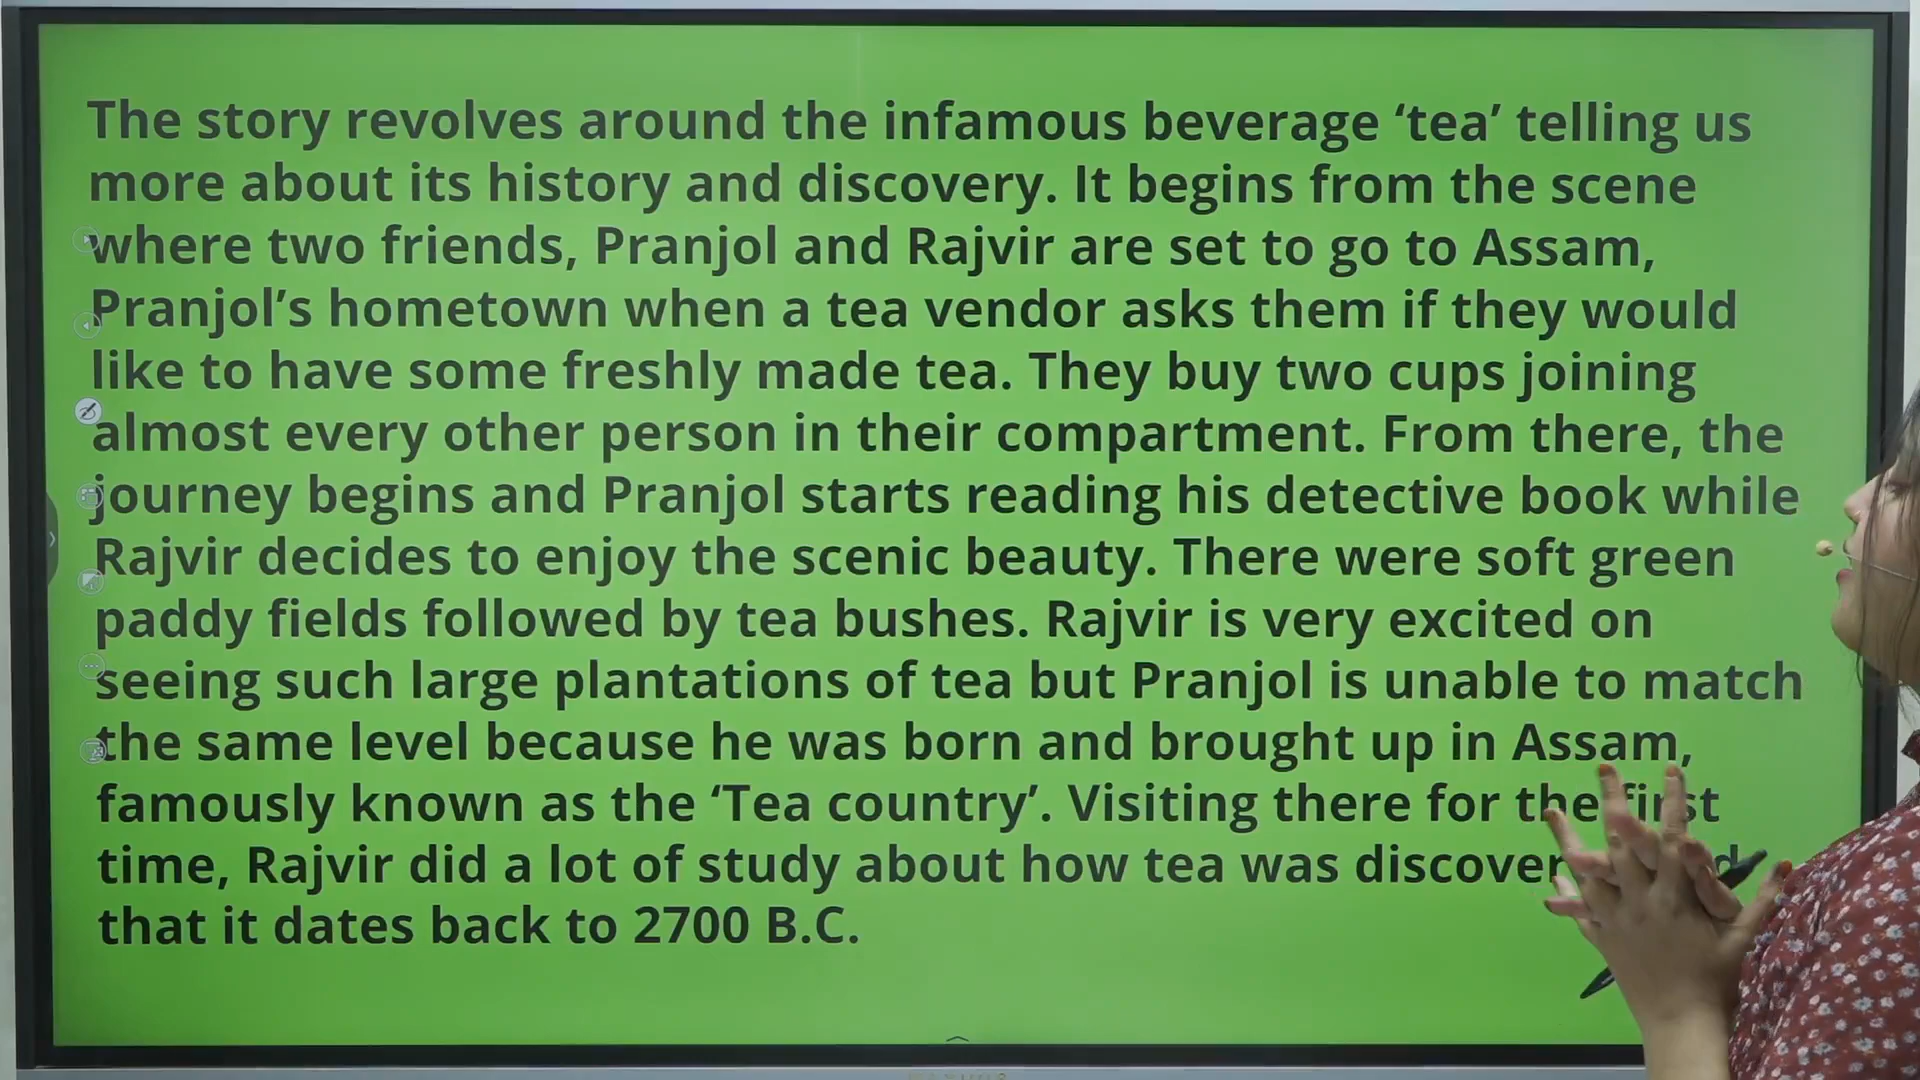 The story revolves around the infamous beverage ‘tea’ telling us
more about its history and discovery. It begins from the scene
where two friends, Pranjol and Rajvir are set to go to Assam,
Pranjol’s hometown when a tea vendor asks them if they would
like to have some freshly made tea. They buy two cups joining
almost every other person in their compartment. From there, the
journey begins and Pranjol starts reading his detective book while
Rajvir decides to enjoy the scenic beauty. There were soft green
paddy fields followed by tea bushes. Rajvir is very excited on
seeing such large plantations of tea but Pranjol is unable to match
the same level because he was born and brought up in Assam,
famously known as the ‘Tea country’. Visiting there for the first
time, Rajvir did a lot of study about how tea was
that it dates back to 2700 B.C.